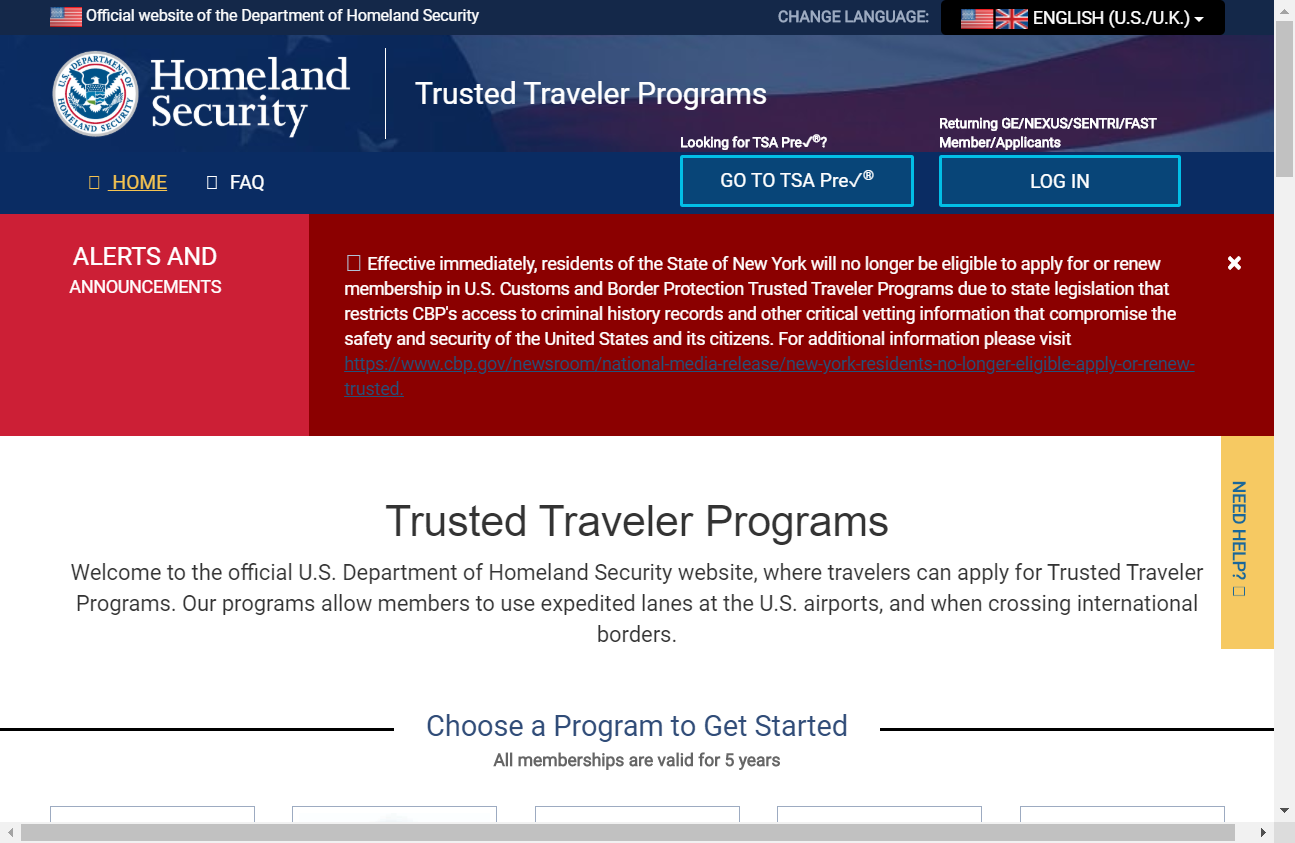 Official website of the Department of Homeland Security
CHANGE LANGUAGE:
ENGLISH (U.S./U.K.)
U.S. DEPARTMENT OF HOMELAND SECURITY
Homeland
Security
Trusted Traveler Programs
Looking for TSA Pre✓®?
Returning GE/NEXUS/SENTRI/FAST
Member/Applicants
HOME
FAQ
GO TO TSA Pre✓®
LOG IN
ALERTS AND
ANNOUNCEMENTS
Effective immediately, residents of the State of New York will no longer be eligible to apply for or renew
membership in U.S. Customs and Border Protection Trusted Traveler Programs due to state legislation that
restricts CBP's access to criminal history records and other critical vetting information that compromise the
safety and security of the United States and its citizens. For additional information please visit
https://www.cbp.gov/newsroom/national-media-release/new-york-residents-no-longer-eligible-apply-or-renew-
trusted.
NEED HELP?
Trusted Traveler Programs
Welcome to the official U.S. Department of Homeland Security website, where travelers can apply for Trusted Traveler
Programs. Our programs allow members to use expedited lanes at the U.S. airports, and when crossing international
borders.
Choose a Program to Get Started
All memberships are valid for 5 years